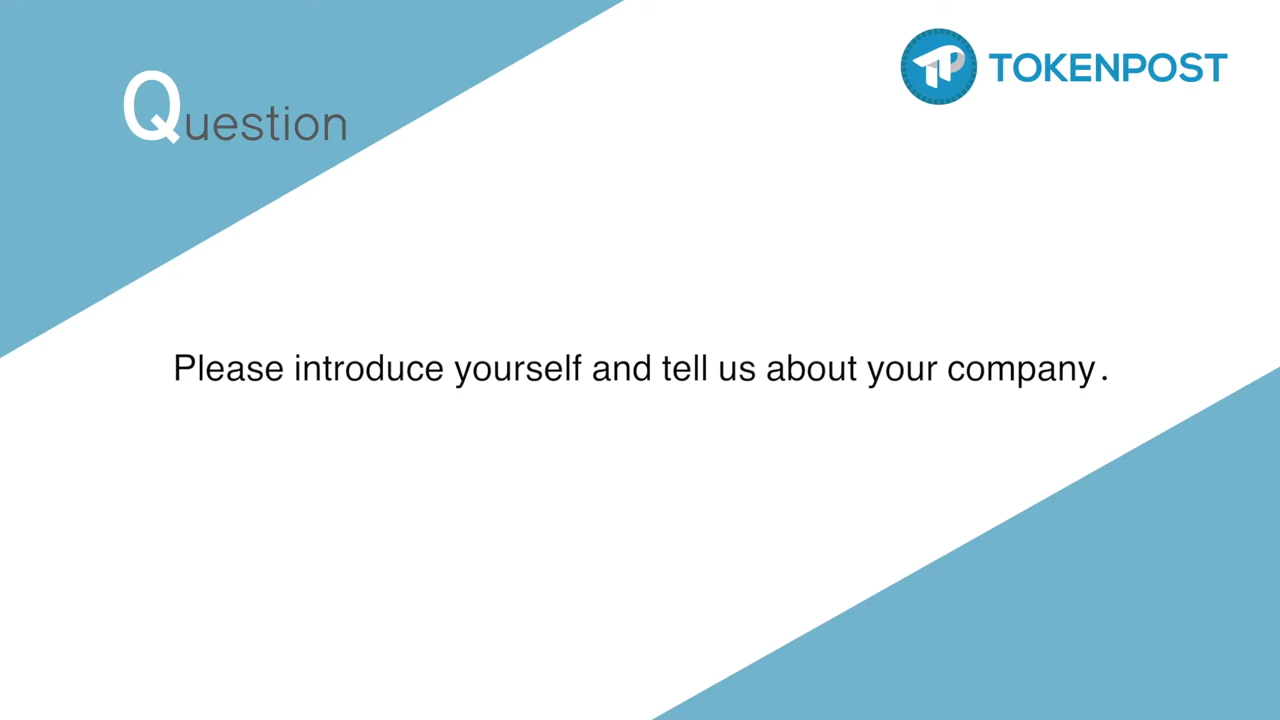 Question
TOKENPOST
Please introduce yourself and tell us about your company.